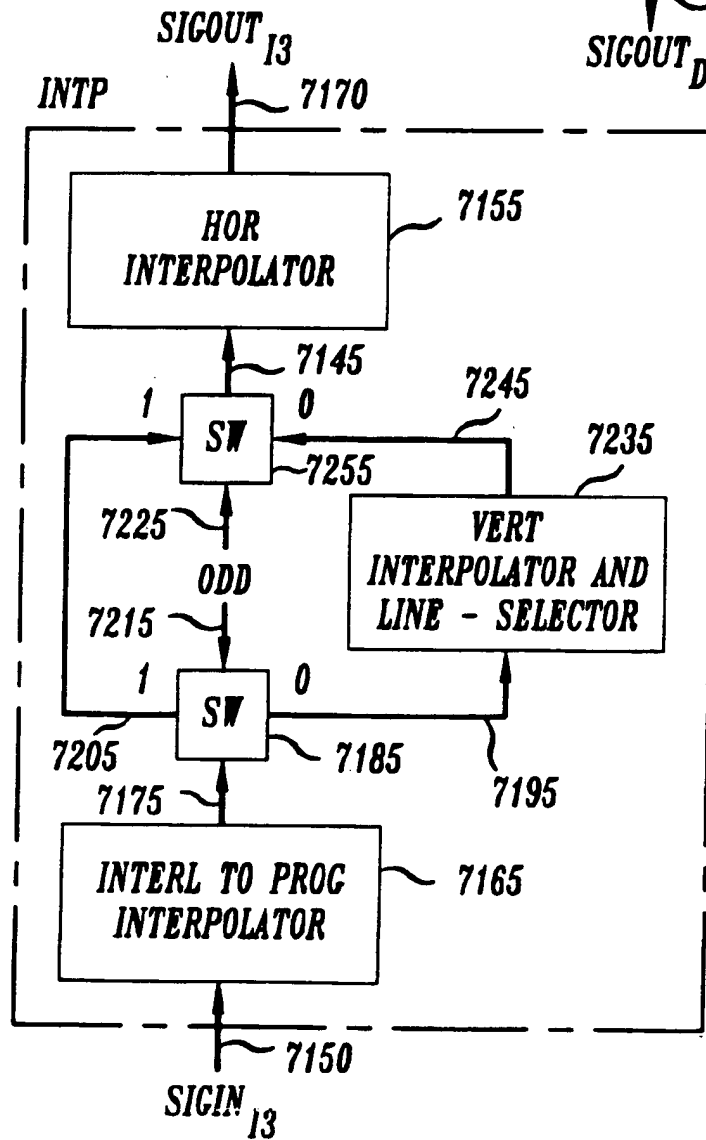 SIGOUT I3
SIGOUT D
INTP
7170
HOR
INTERPOLATOR
7155
7145
1
0
7245
SW
7255
7235
7225
VERT
INTERPOLATOR AND
LINE - SELECTOR
ODD
7215
1
0
SW
7205
7185
7195
7175
INTERL TO PROG
INTERPOLATOR
7165
7150
SIGIN I3